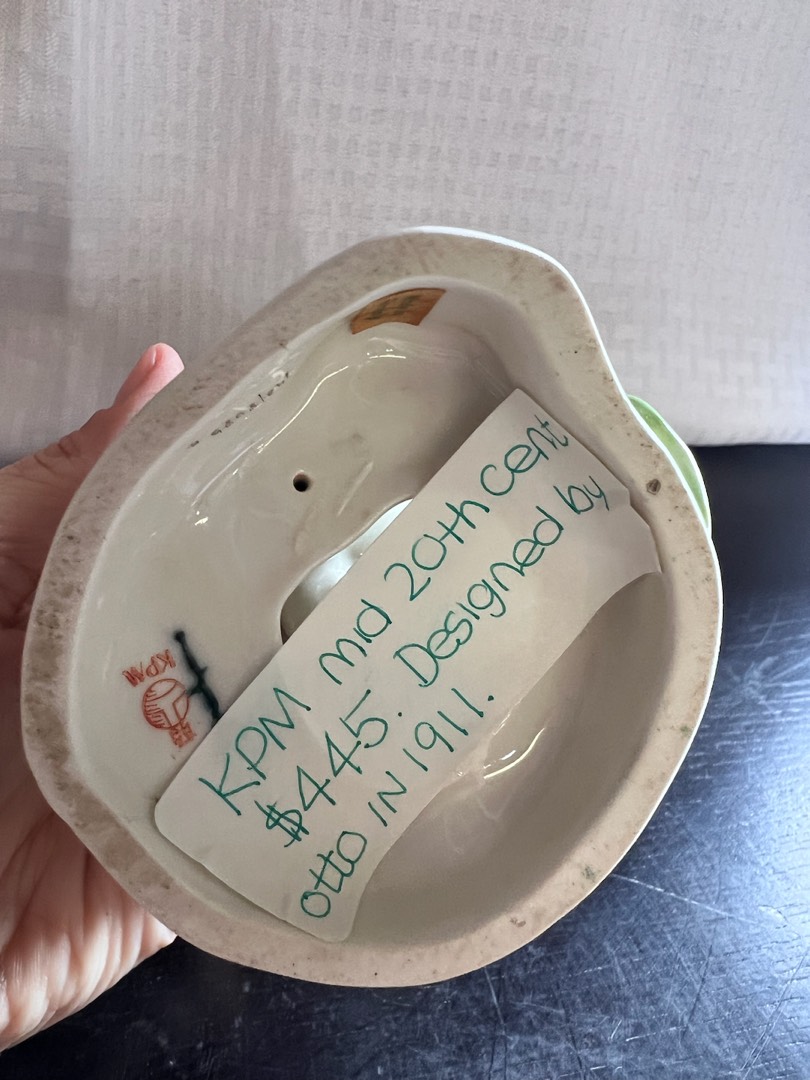 KPM mid 20th cent
$445. Designed by
otto IN 1911.
KPM